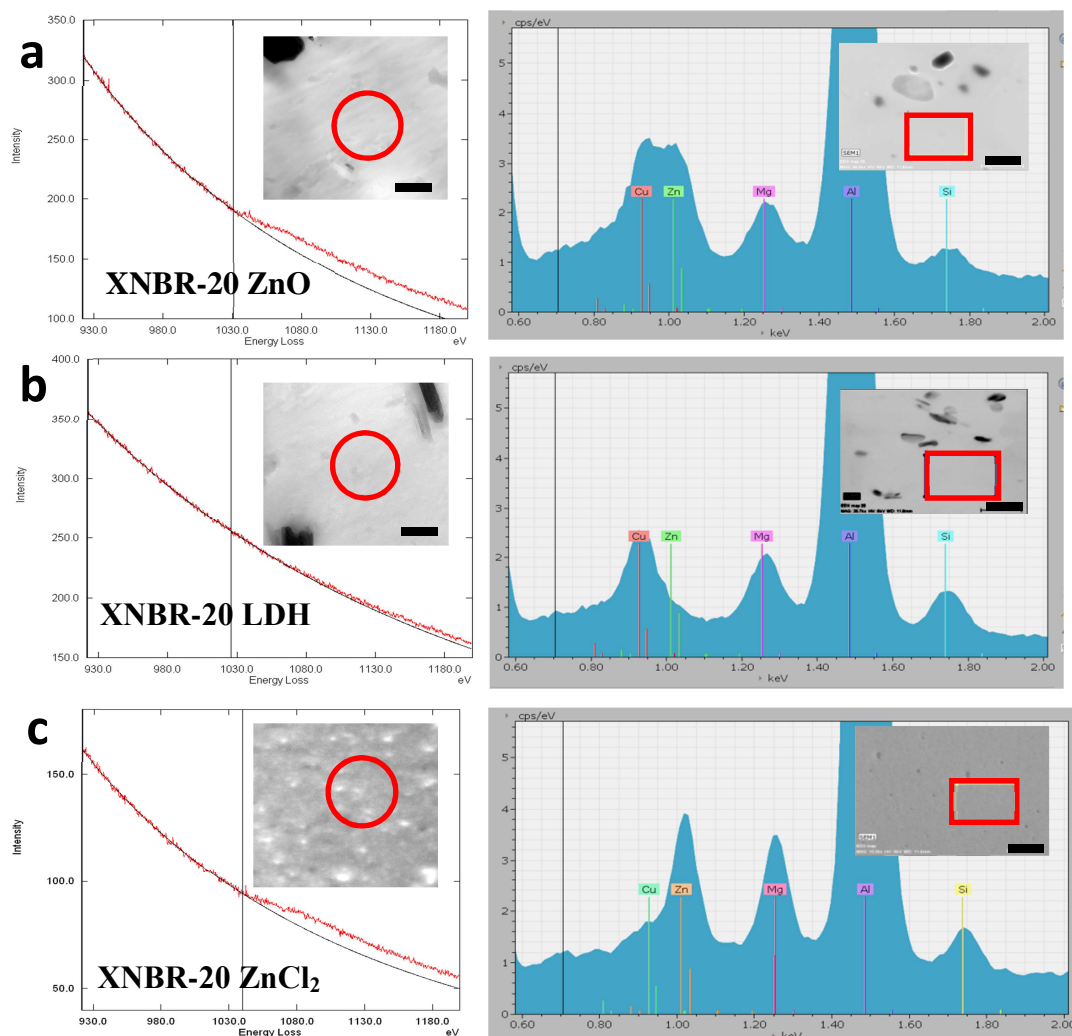 a
350.0
300.0
250.0
200.0
150.0
100.0
Intensity
930.0 980.0 1030.0 1080.0 1130.0 1180.0
Energy Loss eV
XNBR-20 ZnO
cps/eV
5
4
3
2
1
0
Cu Zn Mg Al Si
SEM1
0.60 0.80 1.00 1.20 1.40 1.60 1.80 2.00
keV
b
400.0
350.0
300.0
250.0
200.0
150.0
Intensity
930.0 980.0 1030.0 1080.0 1130.0 1180.0
Energy Loss eV
XNBR-20 LDH
cps/eV
5
4
3
2
1
0
Cu Zn Mg Al Si
0.60 0.80 1.00 1.20 1.40 1.60 1.80 2.00
keV
c
150.0
100.0
50.0
Intensity
930.0 980.0 1030.0 1080.0 1130.0 1180.0
Energy Loss eV
XNBR-20 ZnCl₂
cps/eV
5
4
3
2
1
0
Cu Zn Mg Al Si
SEM1
0.60 0.80 1.00 1.20 1.40 1.60 1.80 2.00
keV